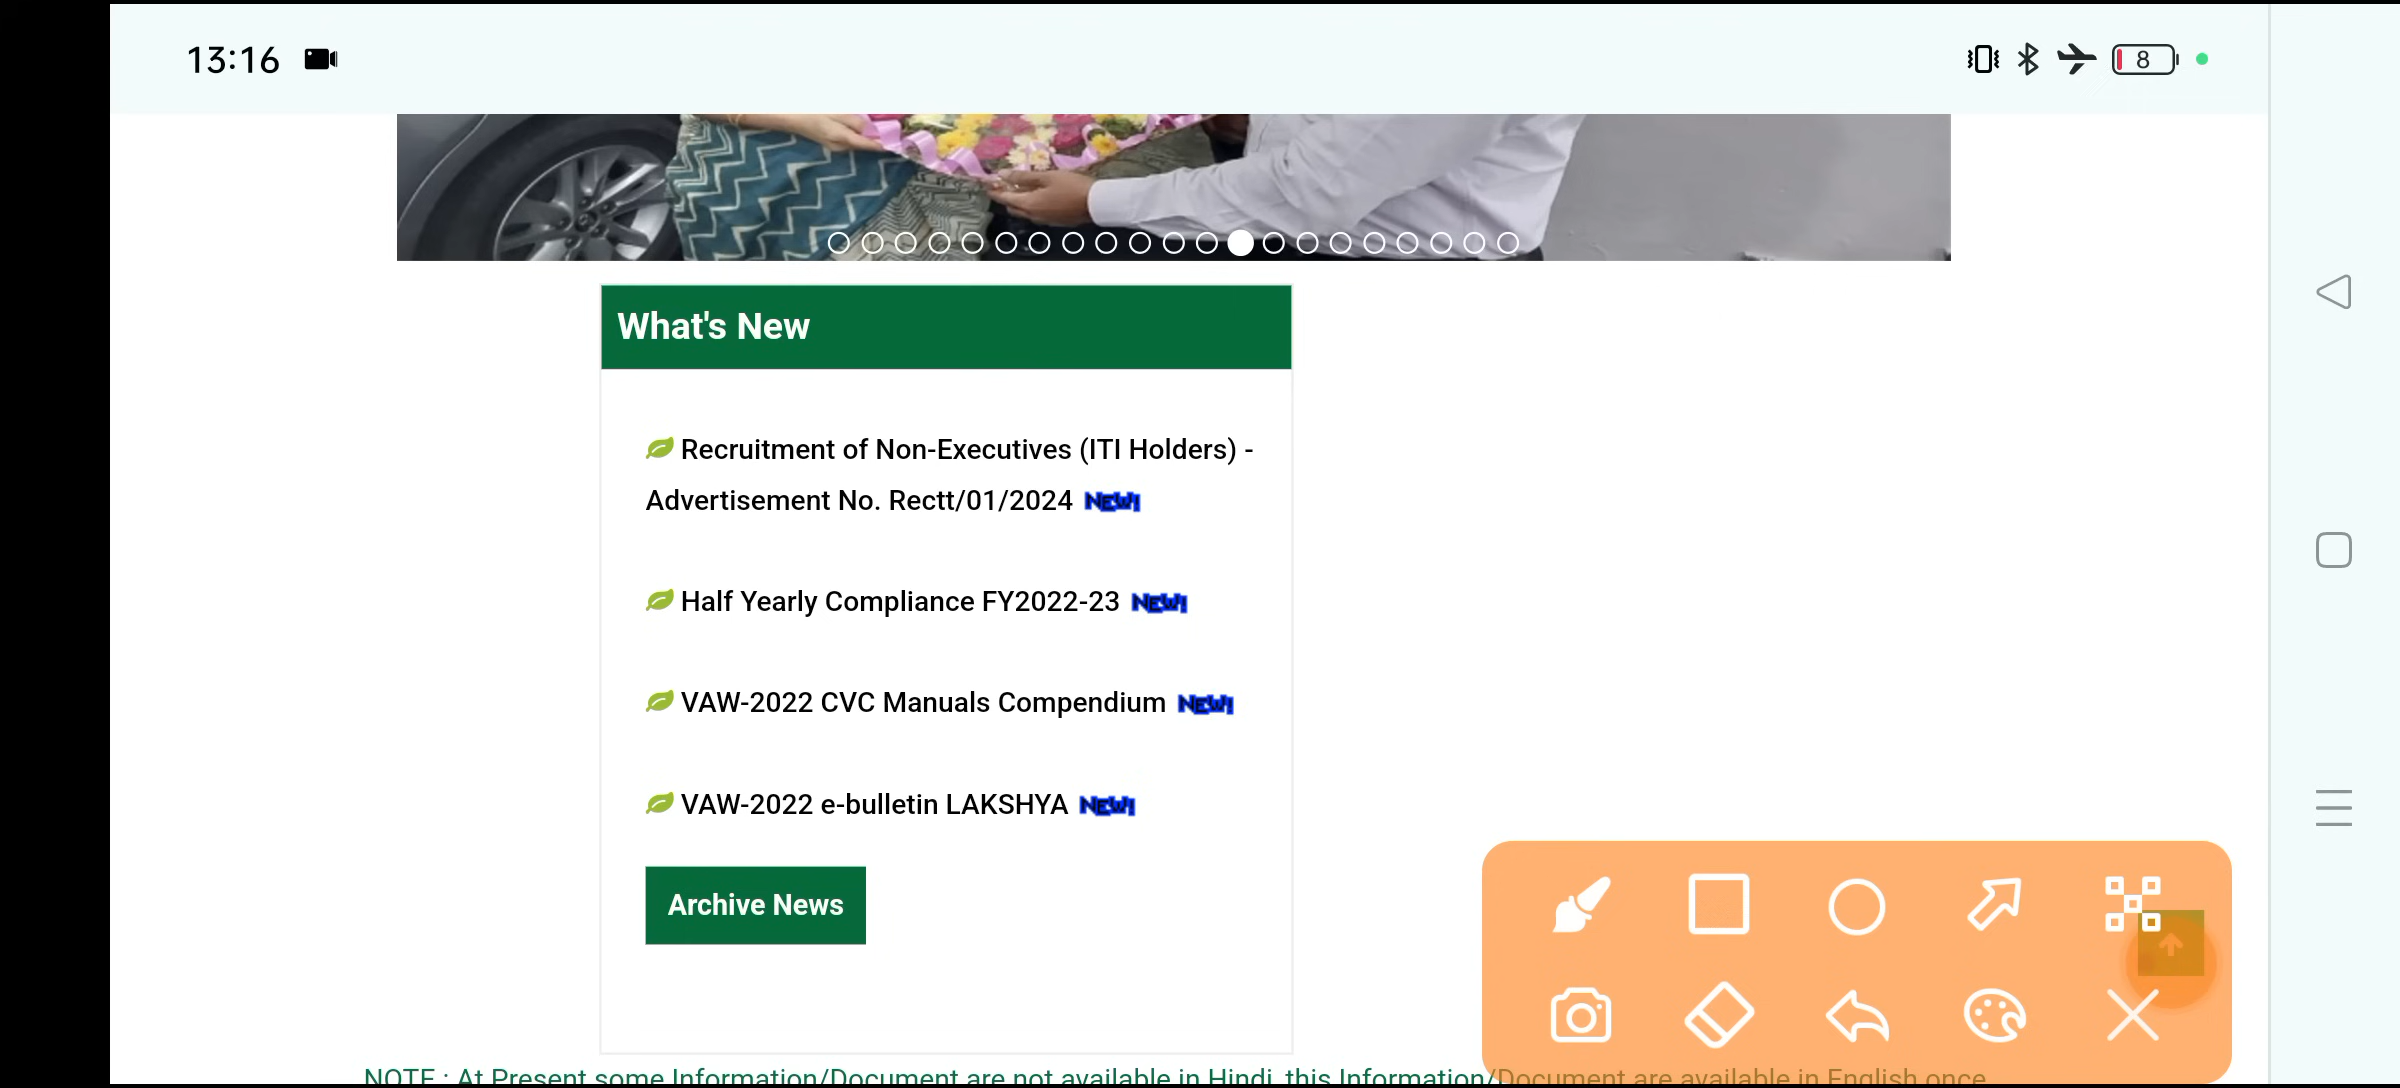 13:16
8
What's New
Recruitment of Non-Executives (ITI Holders) -
Advertisement No. Rectt/01/2024 NEW!
Half Yearly Compliance FY2022-23 NEW!
VAW-2022 CVC Manuals Compendium NEW!
VAW-2022 e-bulletin LAKSHYA NEW!
Archive News
NOTE : At Present some Information/Document are not available in Hindi, this Information/Document are available in English once